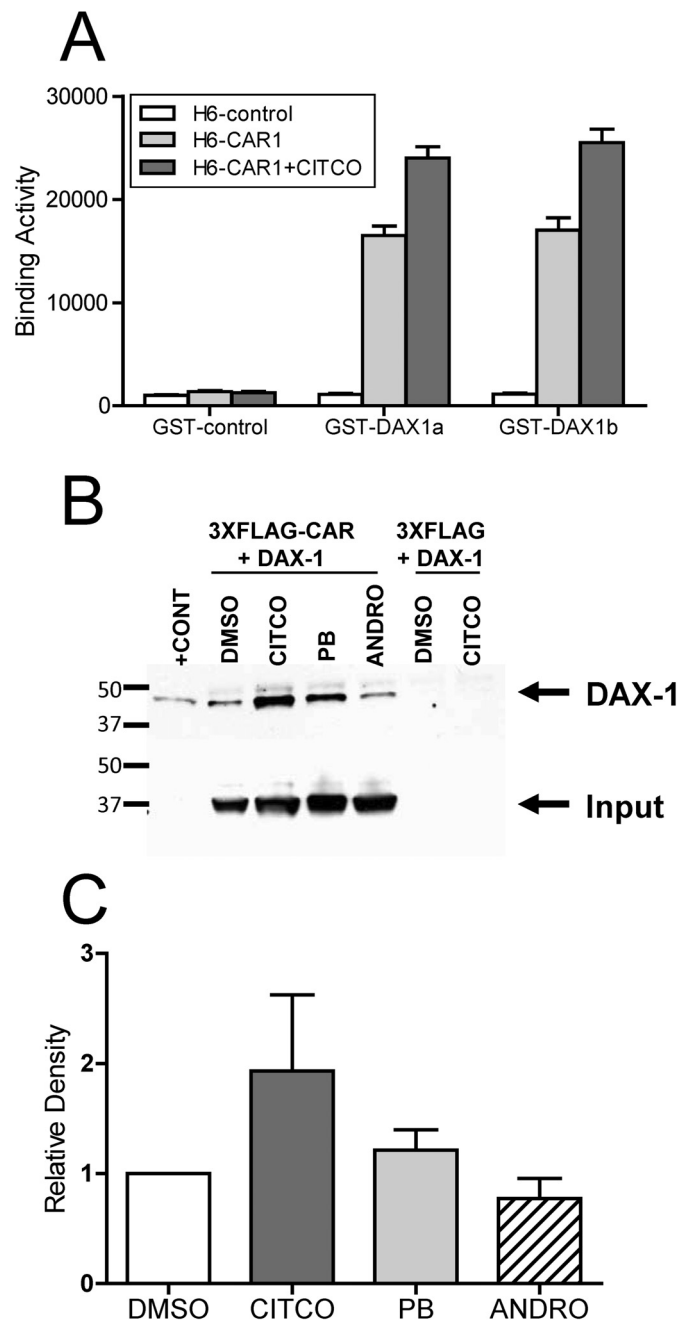 A
30000
20000
10000
0
Binding Activity
H6-control
H6-CAR1
H6-CAR1+CITCO
GST-control
GST-DAX1a
GST-DAX1b
B
3XFLAG-CAR
+ DAX-1
3XFLAG
+ DAX-1
+CONT
DMSO
CITCO
PB
ANDRO
DMSO
CITCO
50
37
DAX-1
50
37
Input
C
3
2
1
0
Relative Density
DMSO
CITCO
PB
ANDRO